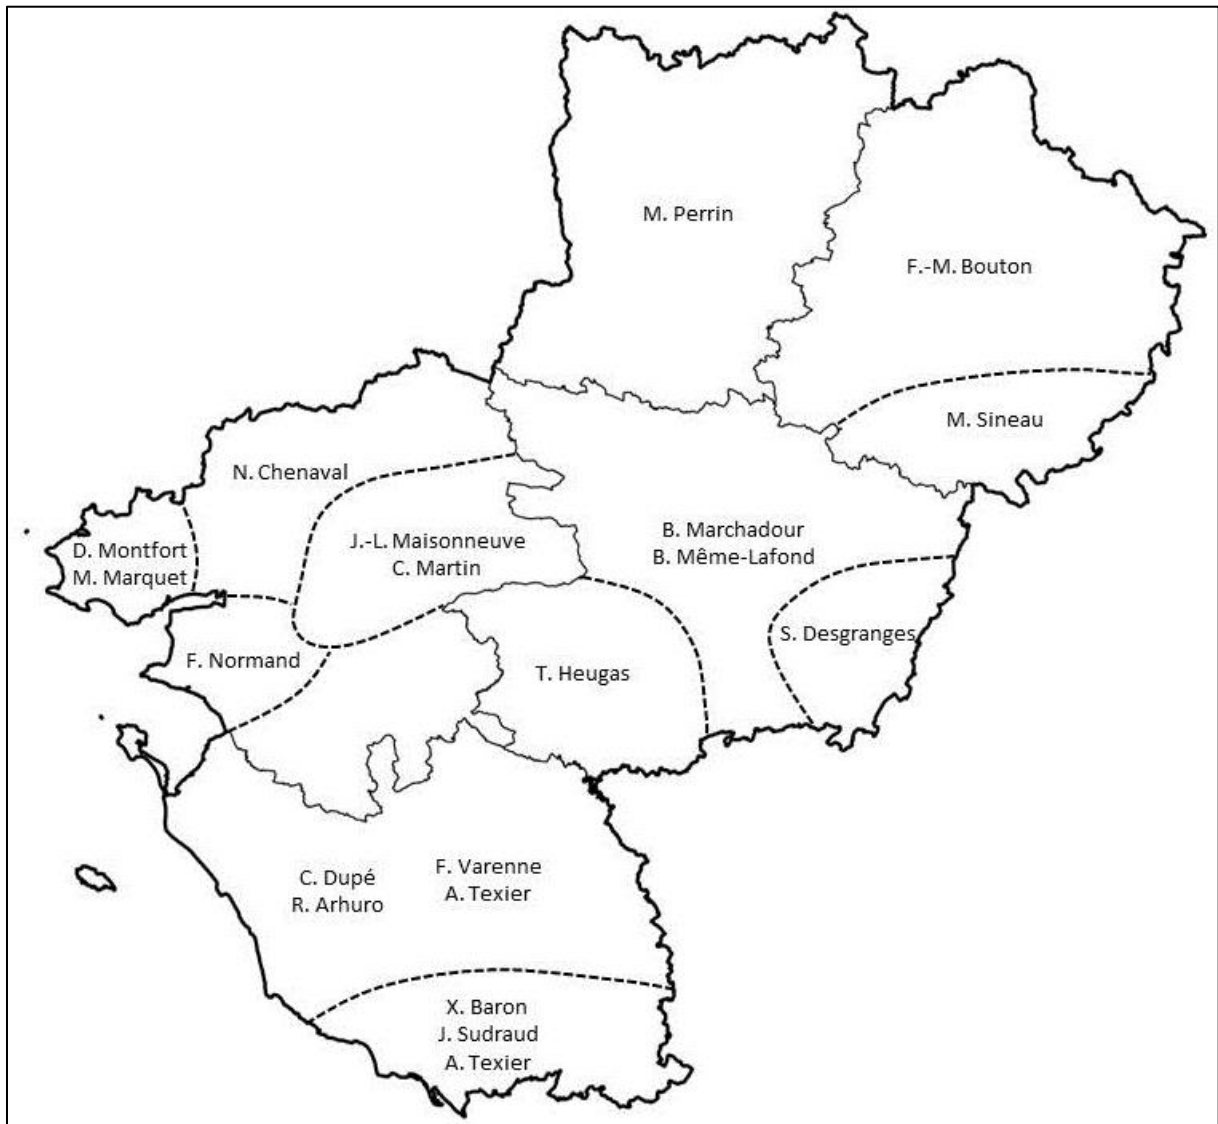 M. Perrin
F.-M. Bouton
M. Sineau
N. Chenaval
D. Montfort
M. Marquet
J.-L. Maisonneuve
C. Martin
B. Marchadour
B. Même-Lafond
S. Desgranges
F. Normand
T. Heugas
C. Dupé
R. Arhuro
F. Varenne
A. Texier
X. Baron
J. Sudraud
A. Texier